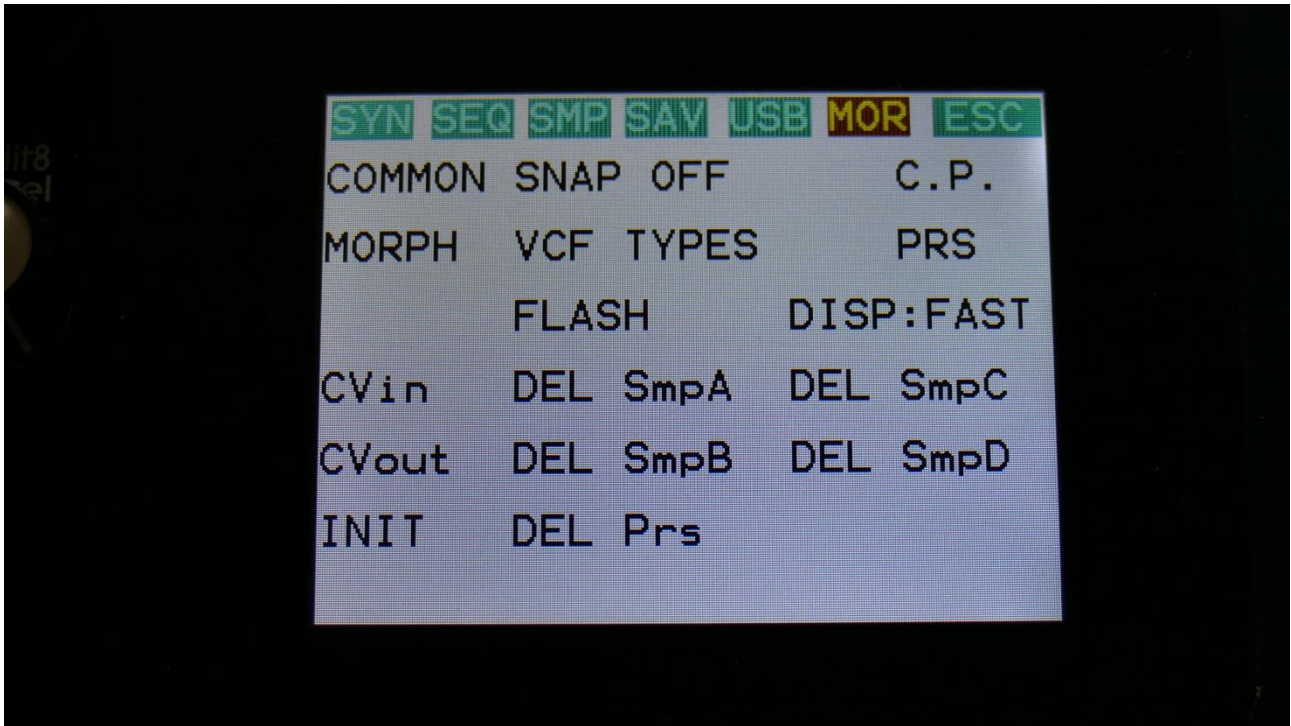 SYN SEQ SMP SAV USB MOR ESC
COMMON SNAP OFF C.P.
MORPH VCF TYPES PRS
FLASH DISP:FAST
CVin DEL SmpA DEL SmpC
CVout DEL SmpB DEL SmpD
INIT DEL Prs